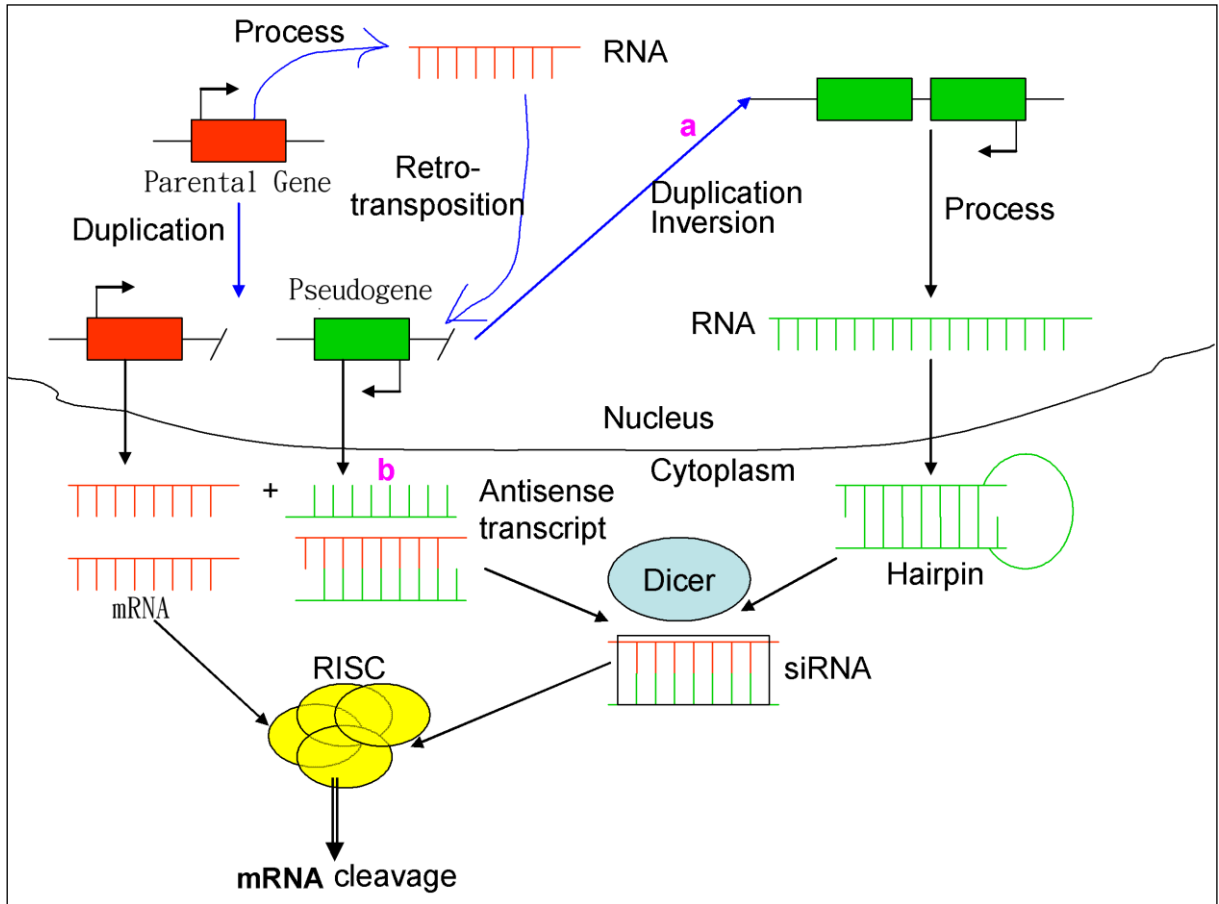 Process
RNA
a
Parental Gene
Retro-
transposition
Duplication
Inversion
Process
Duplication
Pseudogene
RNA
Nucleus
Cytoplasm
b
+
Antisense
transcript
mRNA
Dicer
Hairpin
RISC
siRNA
mRNA cleavage